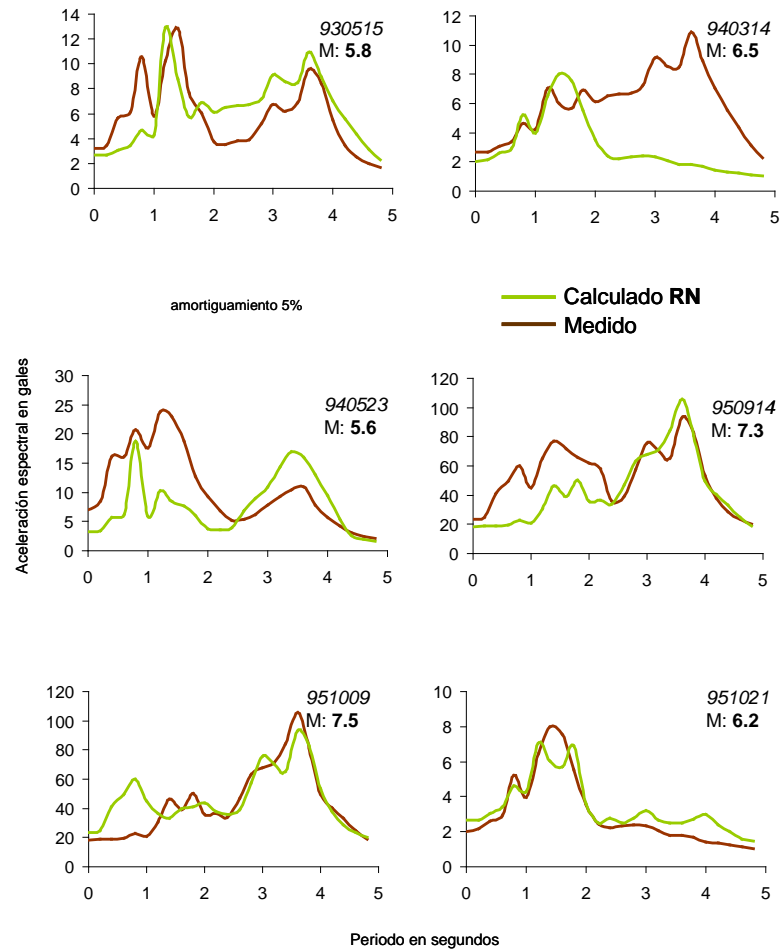 930515
M: 5.8
14
12
10
8
6
4
2
0
0 1 2 3 4 5
940314
M: 6.5
12
10
8
6
4
2
0
0 1 2 3 4 5
amortiguamiento 5%
Calculado RN
Medido
Aceleración espectral en gales
940523
M: 5.6
30
25
20
15
10
5
0
0 1 2 3 4 5
950914
M: 7.3
120
100
80
60
40
20
0
0 1 2 3 4 5
951009
M: 7.5
120
100
80
60
40
20
0
0 1 2 3 4 5
951021
M: 6.2
10
8
6
4
2
0
0 1 2 3 4 5
Periodo en segundos